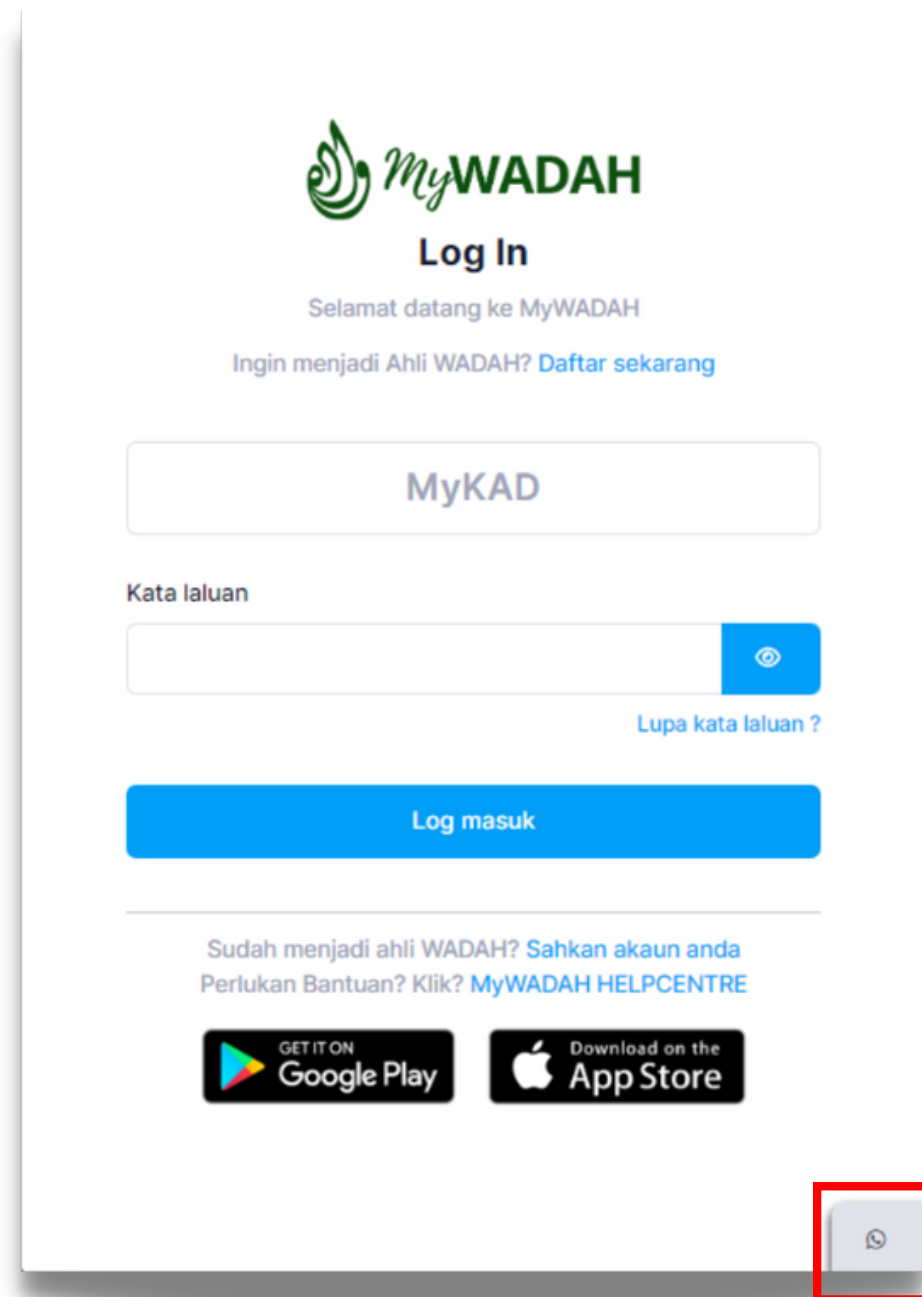 MyWADAH
Log In
Selamat datang ke MyWADAH
Ingin menjadi Ahli WADAH? Daftar sekarang
MyKAD
Kata laluan
Lupa kata laluan ?
Log masuk
Sudah menjadi ahli WADAH? Sahkan akaun anda
Perlukan Bantuan? Klik? MyWADAH HELPCENTRE
GET IT ON
Google Play
Download on the
App Store